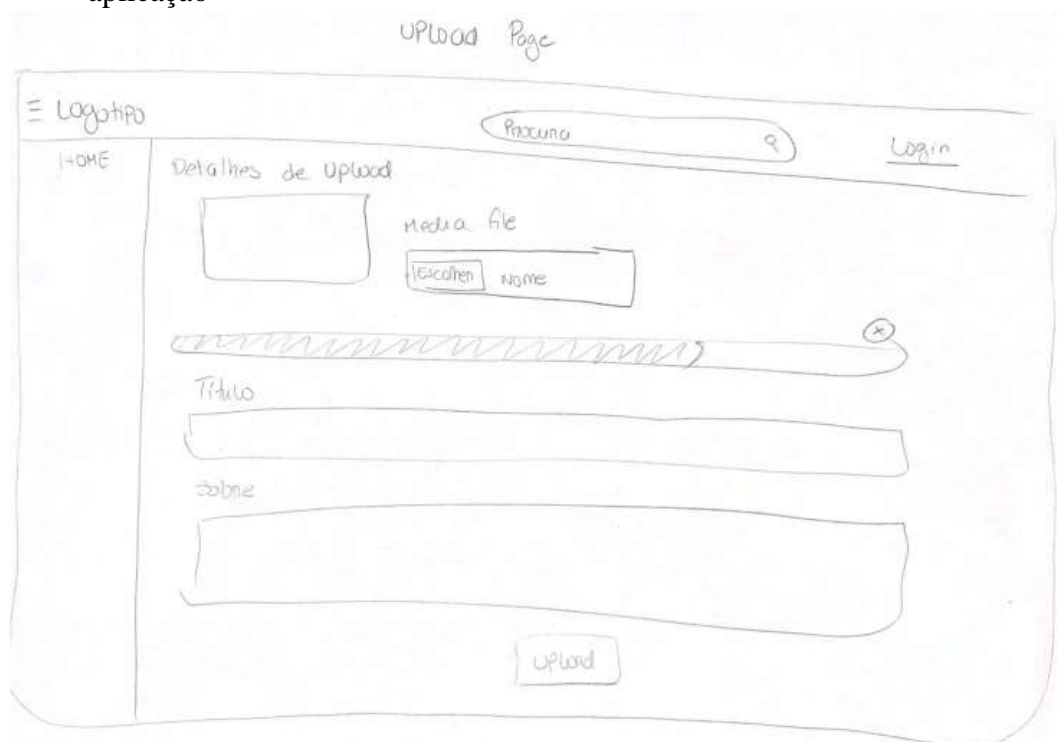 aplicação
Upload Page
Logotipo
Procura
Login
HOME
Detalhes de Upload
Media file
Escolher Nome
Título
Sobre
Upload